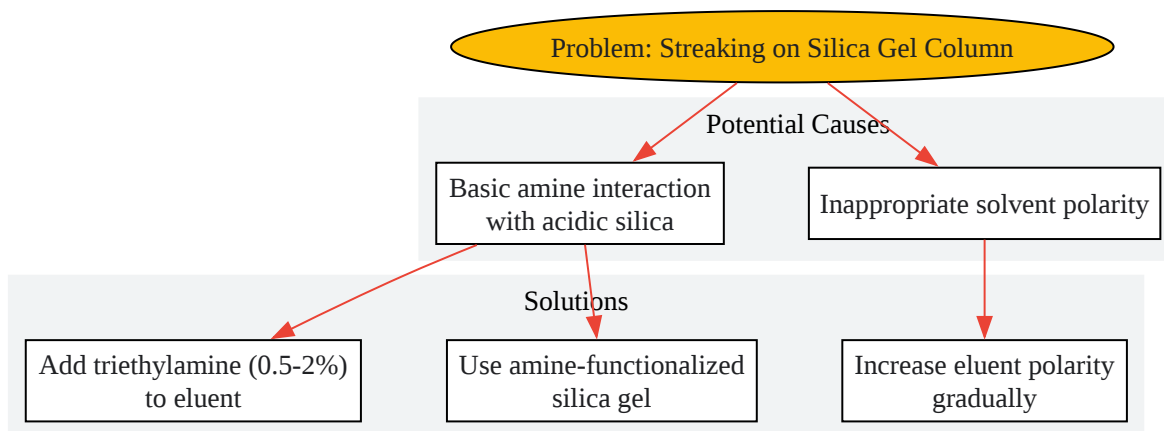 Problem: Streaking on Silica Gel Column
Potential Causes
Basic amine interaction
with acidic silica
Inappropriate solvent polarity
Solutions
Add triethylamine (0.5-2%)
to eluent
Use amine-functionalized
silica gel
Increase eluent polarity
gradually